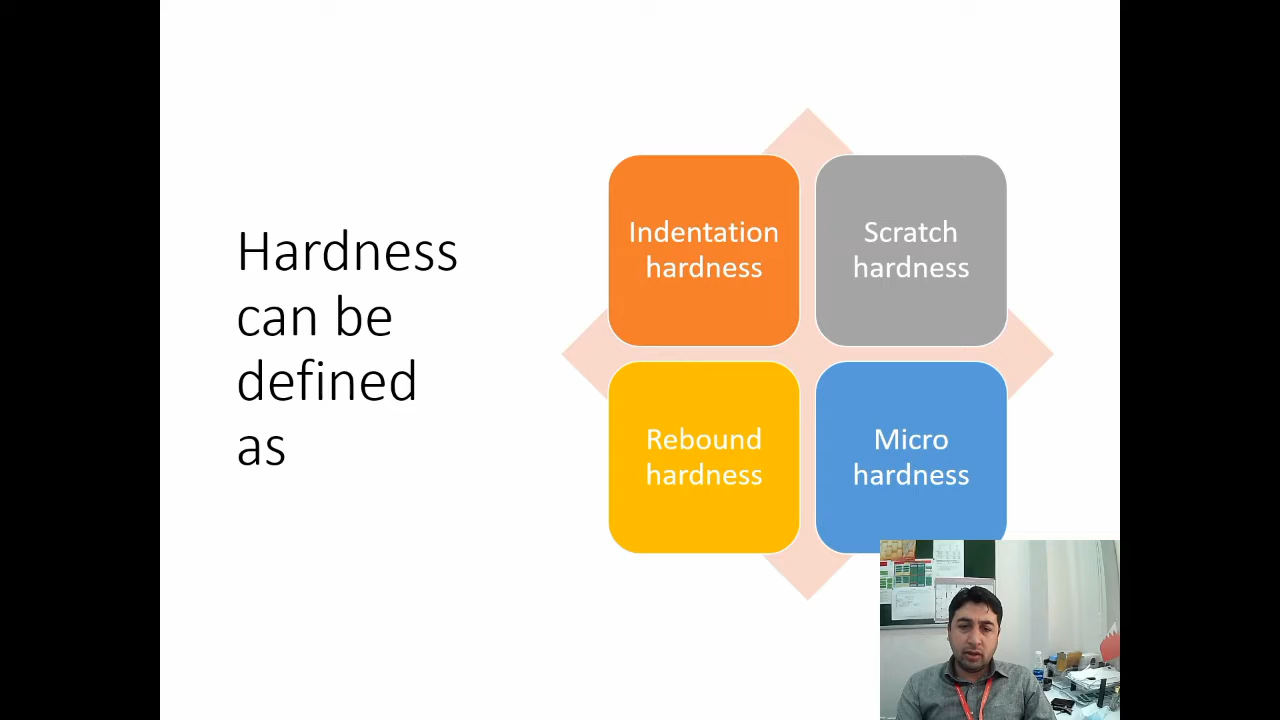 Hardness
can be
defined
as
Indentation
hardness
Scratch
hardness
Rebound
hardness
Micro
hardness